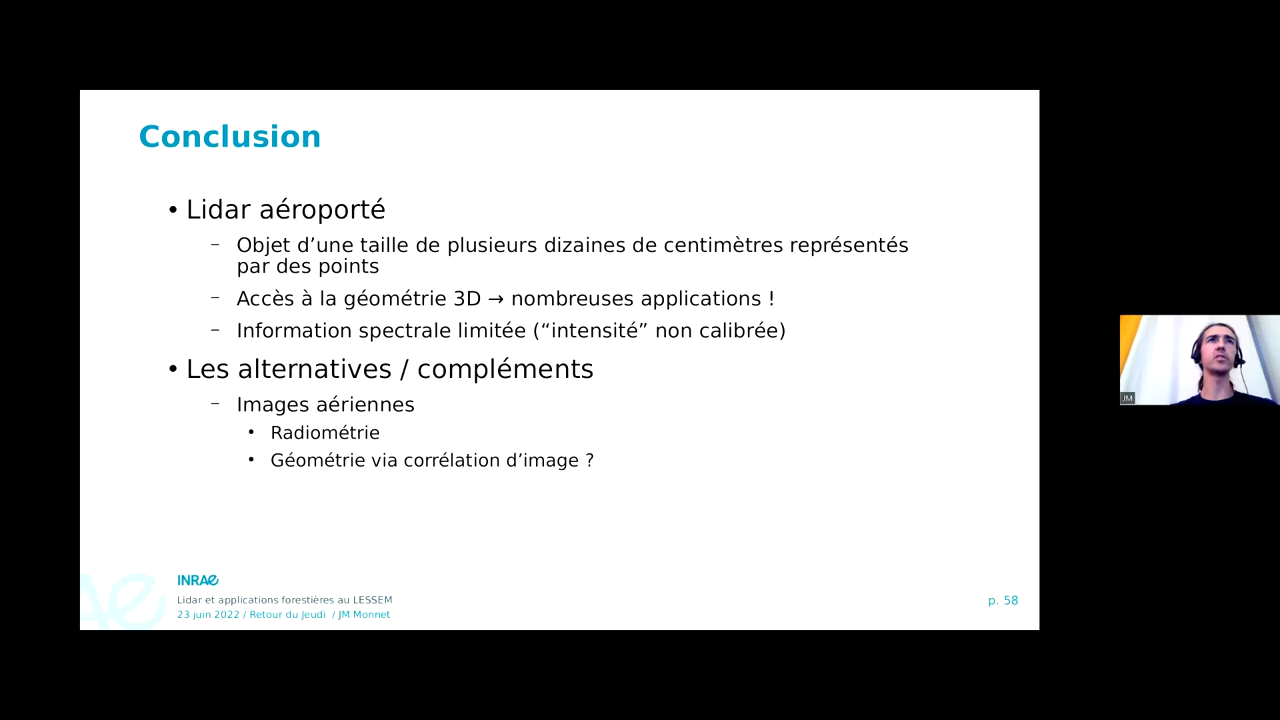 Conclusion
• Lidar aéroporté
– Objet d’une taille de plusieurs dizaines de centimètres représentés
par des points
– Accès à la géométrie 3D → nombreuses applications !
– Information spectrale limitée (“intensité” non calibrée)
• Les alternatives / compléments
– Images aériennes
• Radiométrie
• Géométrie via corrélation d’image ?
INRAE
Lidar et applications forestières au LESSEM
23 juin 2022 / Retour du Jeudi / JM Monnet
p. 58
JM